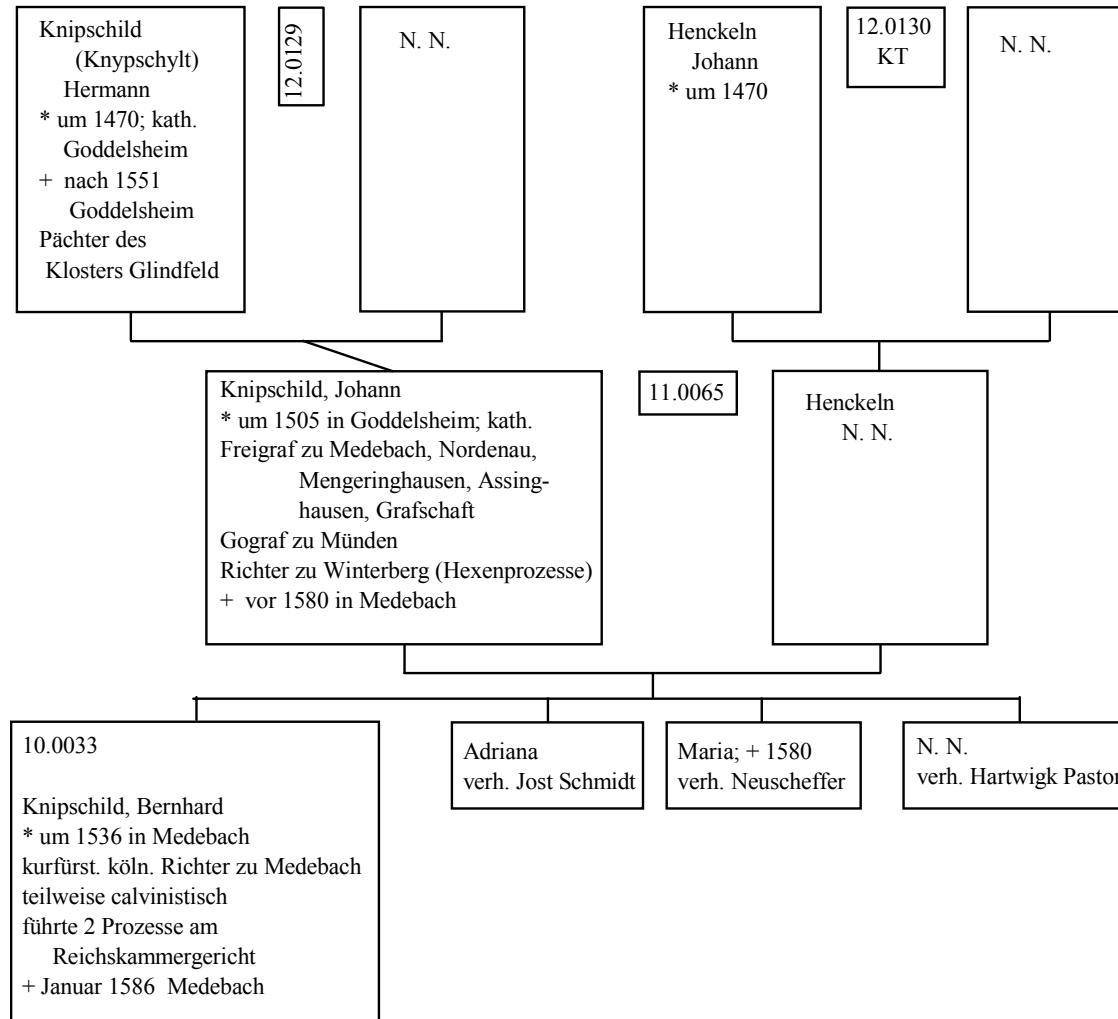 Knipschild
(Knypschylt)
Hermann
* um 1470; kath.
Goddelsheim
+ nach 1551
Goddelsheim
Pächter des
Klosters Glindfeld
12.0129
N. N.
Henckeln
Johann
* um 1470
12.0130
KT
N. N.
Knipschild, Johann
* um 1505 in Goddelsheim; kath.
Freigraf zu Medebach, Nordenau,
Mengeringhausen, Assing-
hausen, Grafschaft
Gograf zu Münden
Richter zu Winterberg (Hexenprozesse)
+ vor 1580 in Medebach
11.0065
Henckeln
N. N.
10.0033
Knipschild, Bernhard
* um 1536 in Medebach
kurfürst. köln. Richter zu Medebach
teilweise calvinistisch
führte 2 Prozesse am
Reichskammergericht
+ Januar 1586 Medebach
Adriana
verh. Jost Schmidt
Maria; + 1580
verh. Neuscheffer
N. N.
verh. Hartwigk Pastor